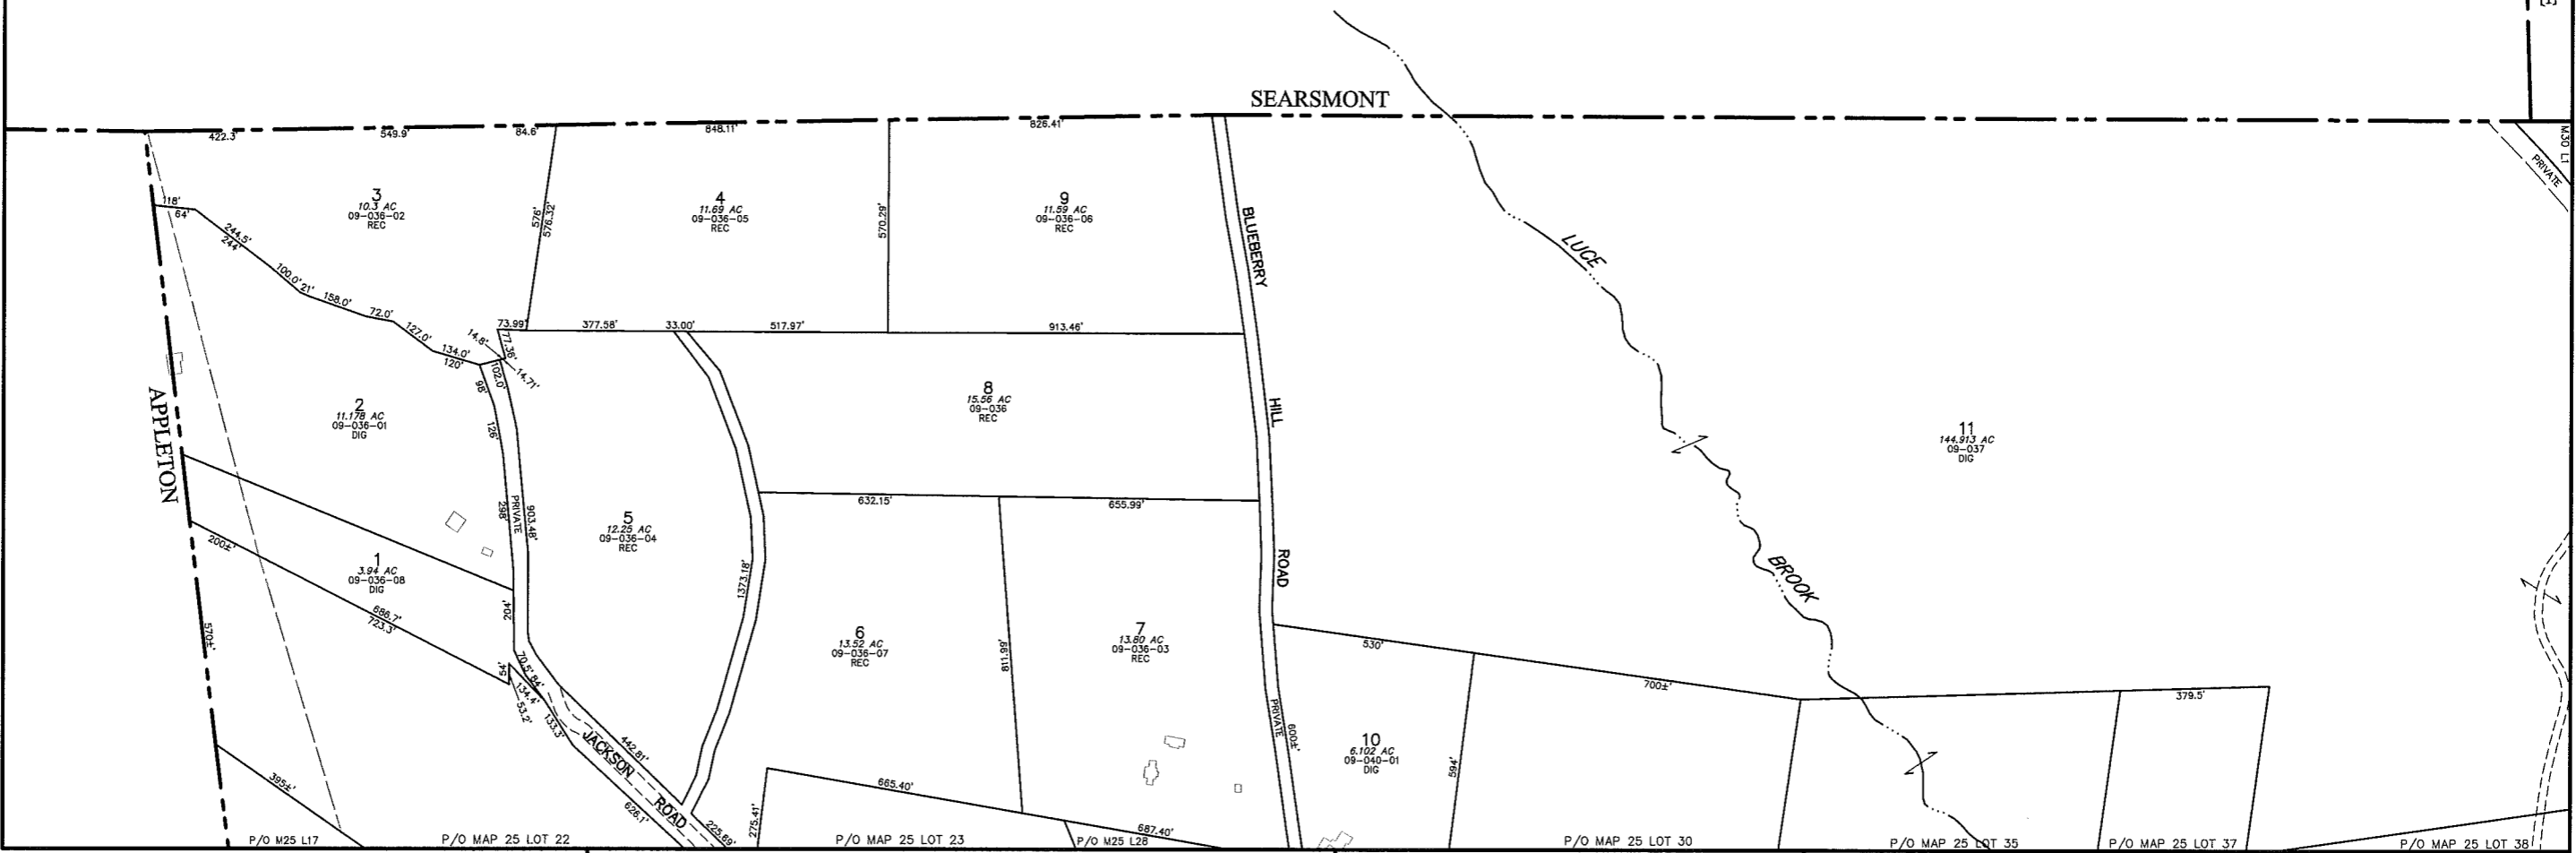 [1]
SEARSMONT
422.3'
549.9'
84.6'
848.11'
826.41'
M30 L1
PRIVATE
3
10.3 AC
09-036-02
REC
4
11.69 AC
09-036-05
REC
9
11.59 AC
09-036-06
REC
118'
64'
244.5'
244'
100.0'
21'
158.0'
72.0'
127.0'
134.0'
120'
576'
576.32'
570.29'
BLUEBERRY
HILL
ROAD
LUCE
BROOK
73.99'
377.58'
33.00'
517.97'
913.46'
14.8'
77.36'
14.71'
102.0'
98'
126'
APPLETON
2
11.178 AC
09-036-01
DIG
8
15.56 AC
09-036
REC
11
144.913 AC
09-037
DIG
298'
PRIVATE
903.48'
5
12.25 AC
09-036-04
REC
632.15'
655.99'
200±'
1
3.94 AC
09-036-08
DIG
686.7'
723.3'
204'
1373.18'
570±'
6
13.52 AC
09-036-07
REC
818.69'
7
13.80 AC
09-036-03
REC
530'
700±'
379.5'
54'
70.5'
84'
134.4'
53.2'
133.3'
442.81'
JACKSON
ROAD
626.1'
225.69'
395±'
275.41'
665.40'
687.40'
PRIVATE
600±'
10
6.102 AC
09-040-01
DIG
594'
P/O M25 L17
P/O MAP 25 LOT 22
P/O MAP 25 LOT 23
P/O M25 L28
P/O MAP 25 LOT 30
P/O MAP 25 LOT 35
P/O MAP 25 LOT 37
P/O MAP 25 LOT 38